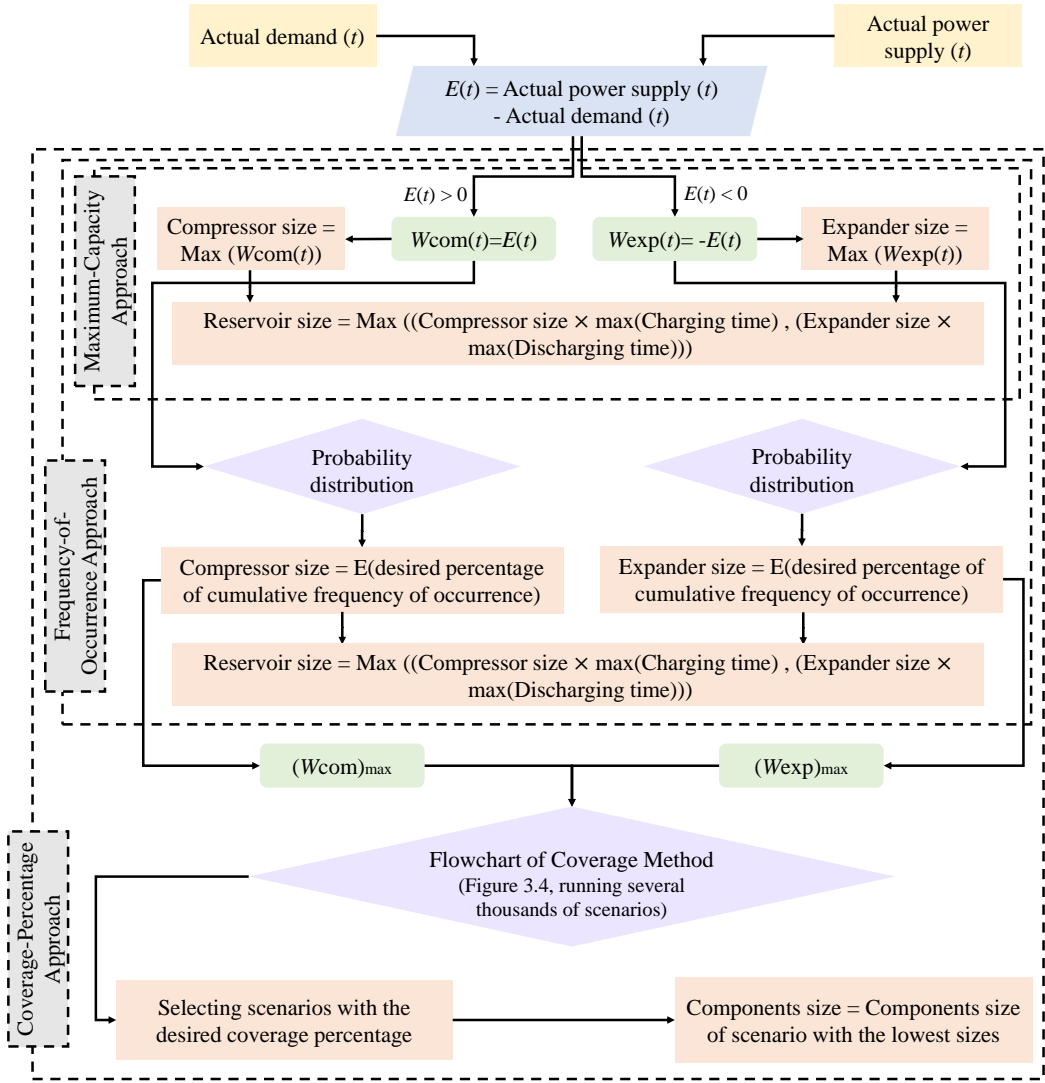 Actual demand (t)
Actual power
supply (t)
E(t) = Actual power supply (t)
- Actual demand (t)
E(t) > 0
E(t) < 0
Maximum-Capacity
Approach
Compressor size =
Max (Wcom(t))
Wcom(t)=E(t)
Wexp(t)= -E(t)
Expander size =
Max (Wexp(t))
Reservoir size = Max ((Compressor size × max(Charging time) , (Expander size ×
max(Discharging time)))
Frequency-of-
Occurrence Approach
Probability
distribution
Probability
distribution
Compressor size = E(desired percentage
of cumulative frequency of occurrence)
Expander size = E(desired percentage of
cumulative frequency of occurrence)
Reservoir size = Max ((Compressor size × max(Charging time) , (Expander size ×
max(Discharging time)))
(Wcom)max
(Wexp)max
Coverage-Percentage
Approach
Flowchart of Coverage Method
(Figure 3.4, running several
thousands of scenarios)
Selecting scenarios with the
desired coverage percentage
Components size = Components size
of scenario with the lowest sizes